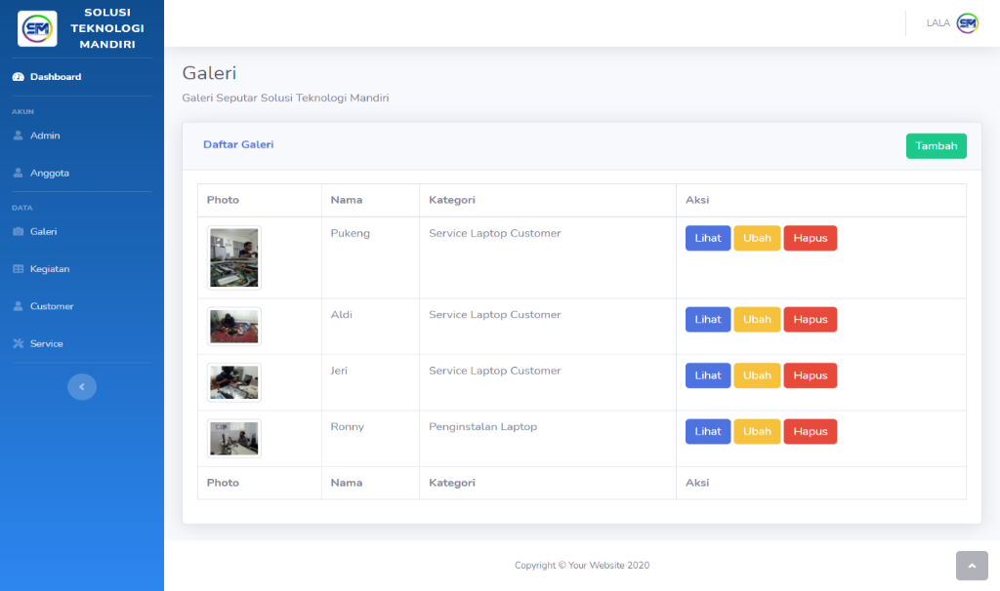 SM
SOLUSI
TEKNOLOGI
MANDIRI
LALA
SM
Dashboard
AKUN
Admin
Anggota
DATA
Galeri
Kegiatan
Customer
Service
Galeri
Galeri Seputar Solusi Teknologi Mandiri
Daftar Galeri
Tambah
Photo Nama Kategori Aksi
Pukeng Service Laptop Customer Lihat Ubah Hapus
Aldi Service Laptop Customer Lihat Ubah Hapus
Jeri Service Laptop Customer Lihat Ubah Hapus
Ronny Penginstalan Laptop Lihat Ubah Hapus
Photo Nama Kategori Aksi
Copyright © Your Website 2020